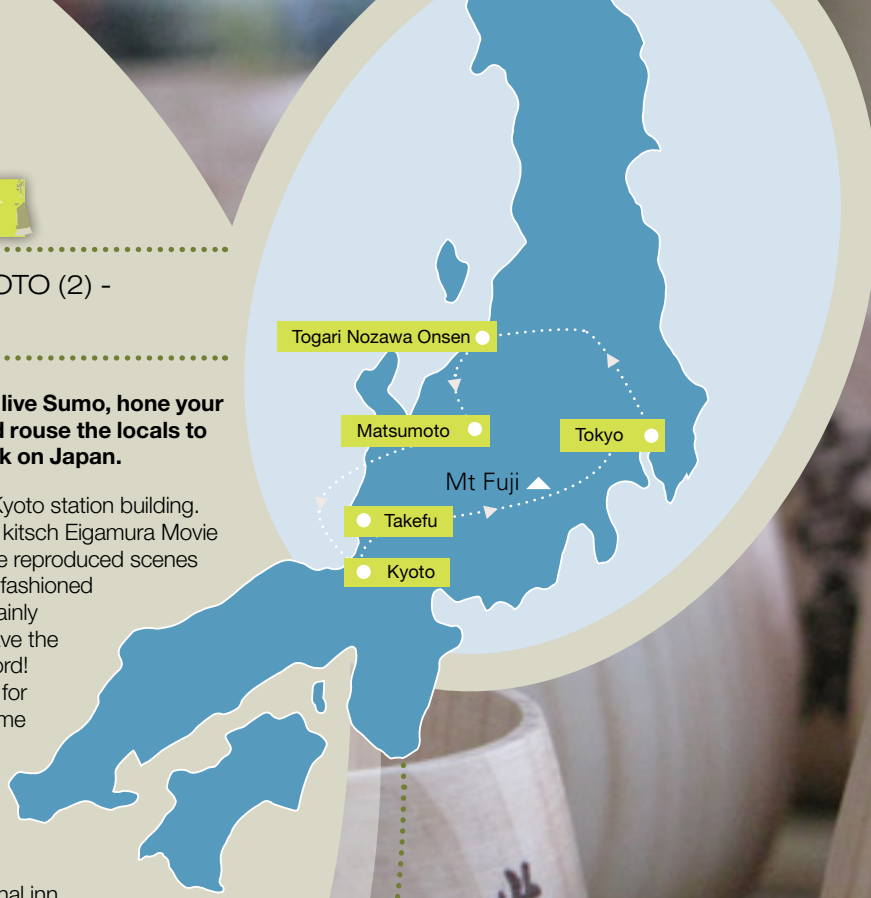 OTO (2) -
live Sumo, hone your
d rouse the locals to
k on Japan.
Kyoto station building.
kitsch Eigamura Movie
e reproduced scenes
fashioned
ainly
ve the
ord!
for
me
nal inn
Togari Nozawa Onsen
Matsumoto
Tokyo
Mt Fuji
Takefu
Kyoto